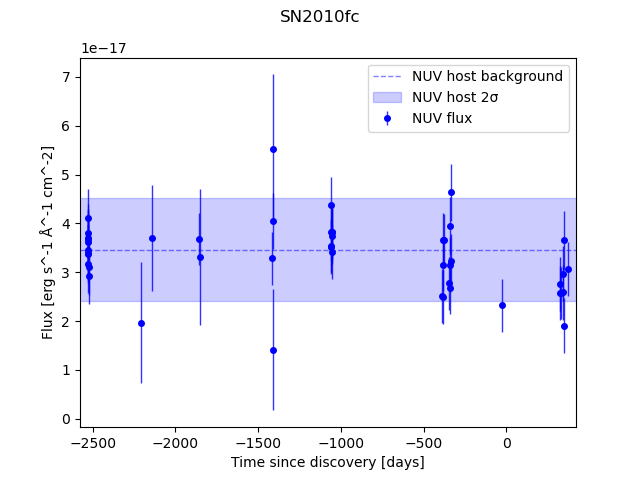 SN2010fc
1e−17
NUV host background
NUV host 2σ
NUV flux
7
6
5
4
3
2
1
0
Flux [erg s^-1 Å^-1 cm^-2]
−2500
−2000
−1500
−1000
−500
0
Time since discovery [days]